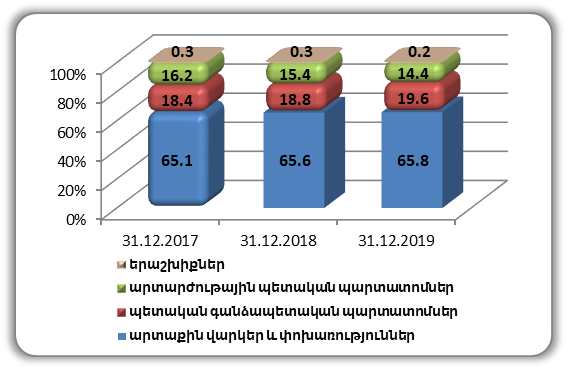 0.3 0.3 0.2
100% 16.2 15.4 14.4
80% 18.4 18.8 19.6
60%
40% 65.1 65.6 65.8
20%
0%
31.12.2017 31.12.2018 31.12.2019
երաշխիքներ
արտարժութային պետական պարտատոմսեր
պետական գանձապետական պարտատոմսեր
արտաքին վարկեր և փոխառություններ